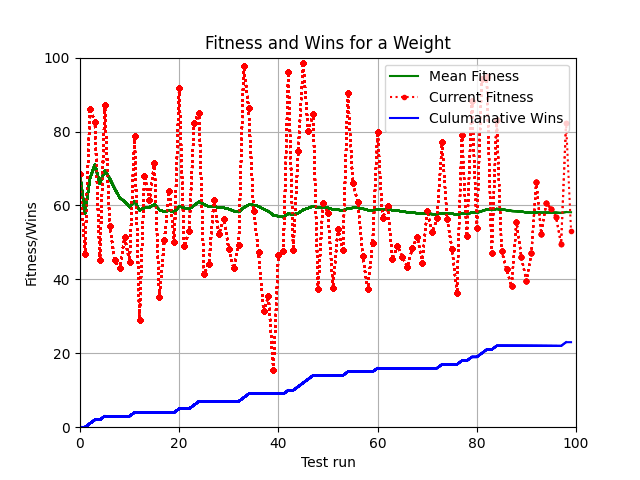 Fitness and Wins for a Weight
Mean Fitness
Current Fitness
Culumanative Wins
Fitness/Wins
100
80
60
40
20
0
0 20 40 60 80 100
Test run